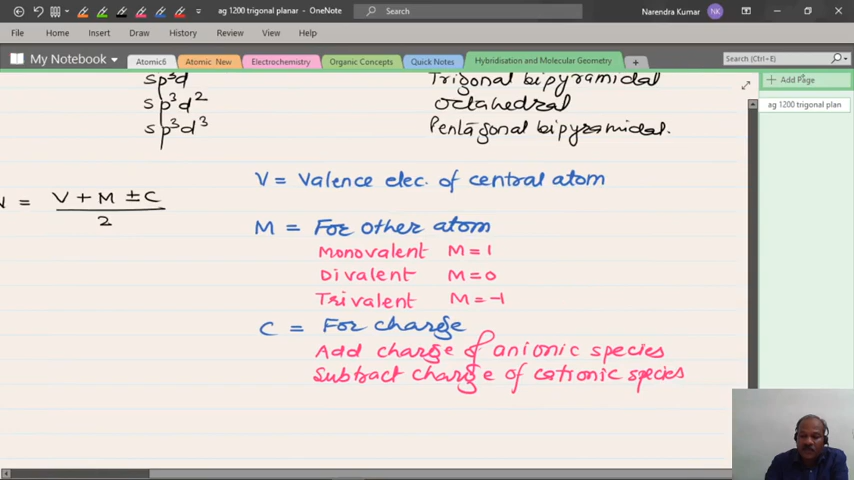 ag 1200 trigonal planar - OneNote
Search
Narendra Kumar
NK
File Home Insert Draw History Review View Help
My Notebook
Atomic6
Atomic New
Electrochemistry
Organic Concepts
Quick Notes
Hybridisation and Molecular Geometry
Search (Ctrl+E)
Add Page
ag 1200 trigonal plan
sp³d Trigonal bipyramidal
sp³d² octahedral
sp³d³ Pentagonal bipyramidal.
V = Valence elec. of central atom
= V + M ± C
2
M = For other atom
Monovalent M = 1
Divalent M = 0
Trivalent M = -1
C = For charge
Add charge of anionic species
Subtract charge of cationic species